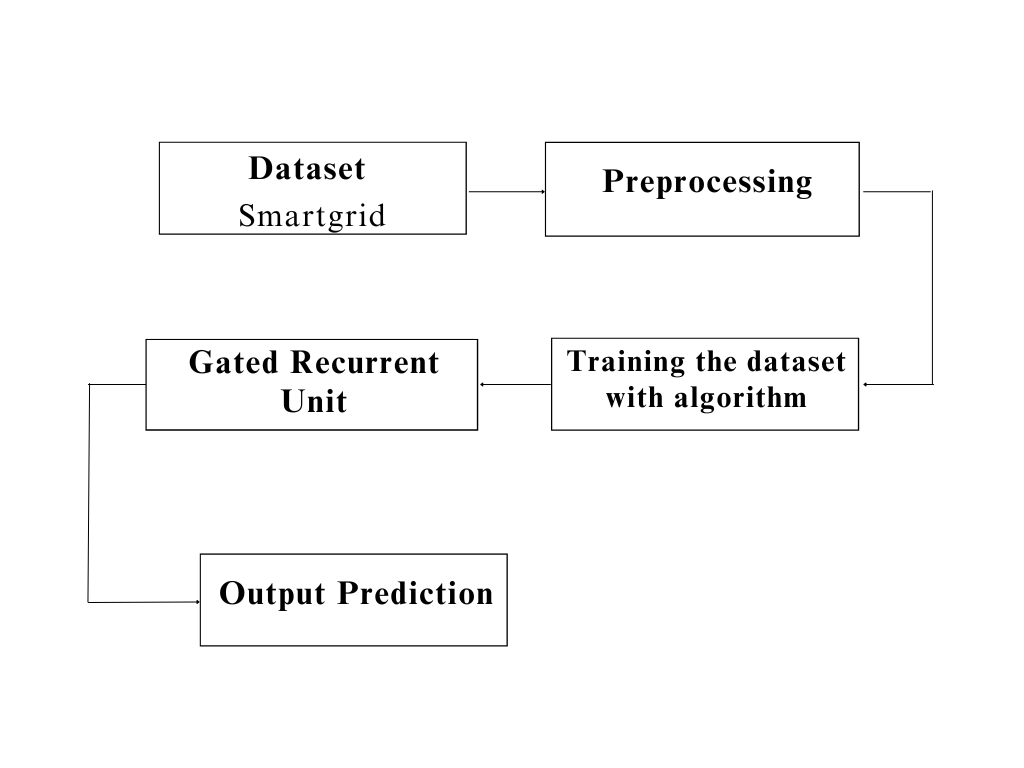 Dataset
Smartgrid
Preprocessing
Training the dataset
with algorithm
Gated Recurrent
Unit
Output Prediction